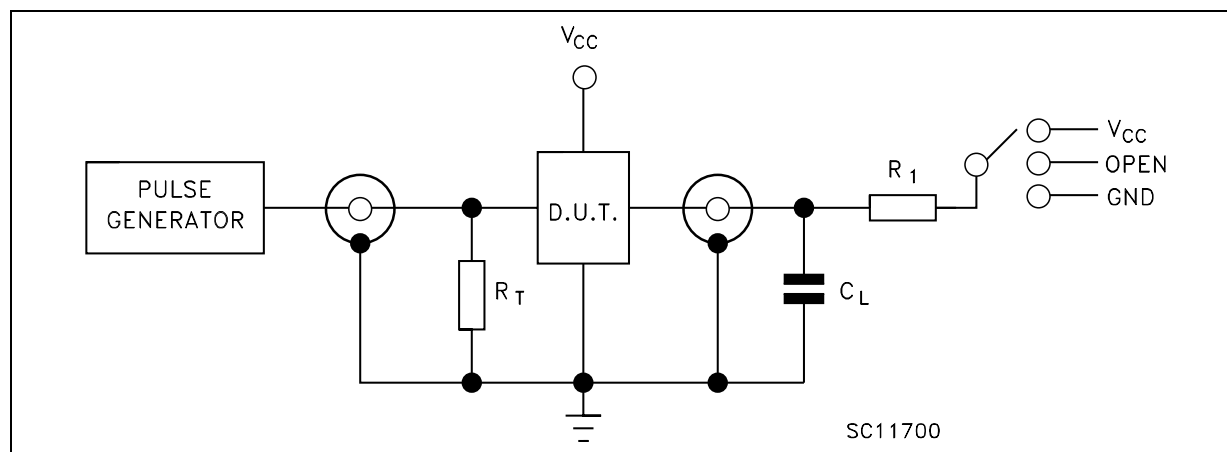 VCC
PULSE
GENERATOR
D.U.T.
RT
R1
CL
VCC
OPEN
GND
SC11700